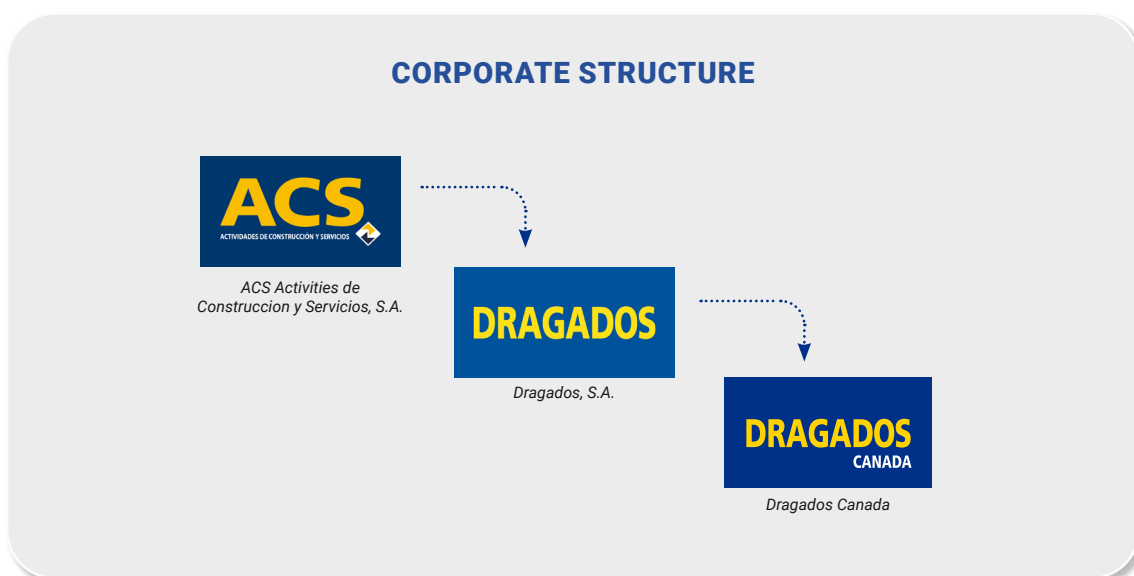 CORPORATE STRUCTURE
ACS
ACTIVIDADES DE CONSTRUCCIÓN Y SERVICIOS
ACS Activities de
Construccion y Servicios, S.A.
DRAGADOS
Dragados, S.A.
DRAGADOS
CANADA
Dragados Canada